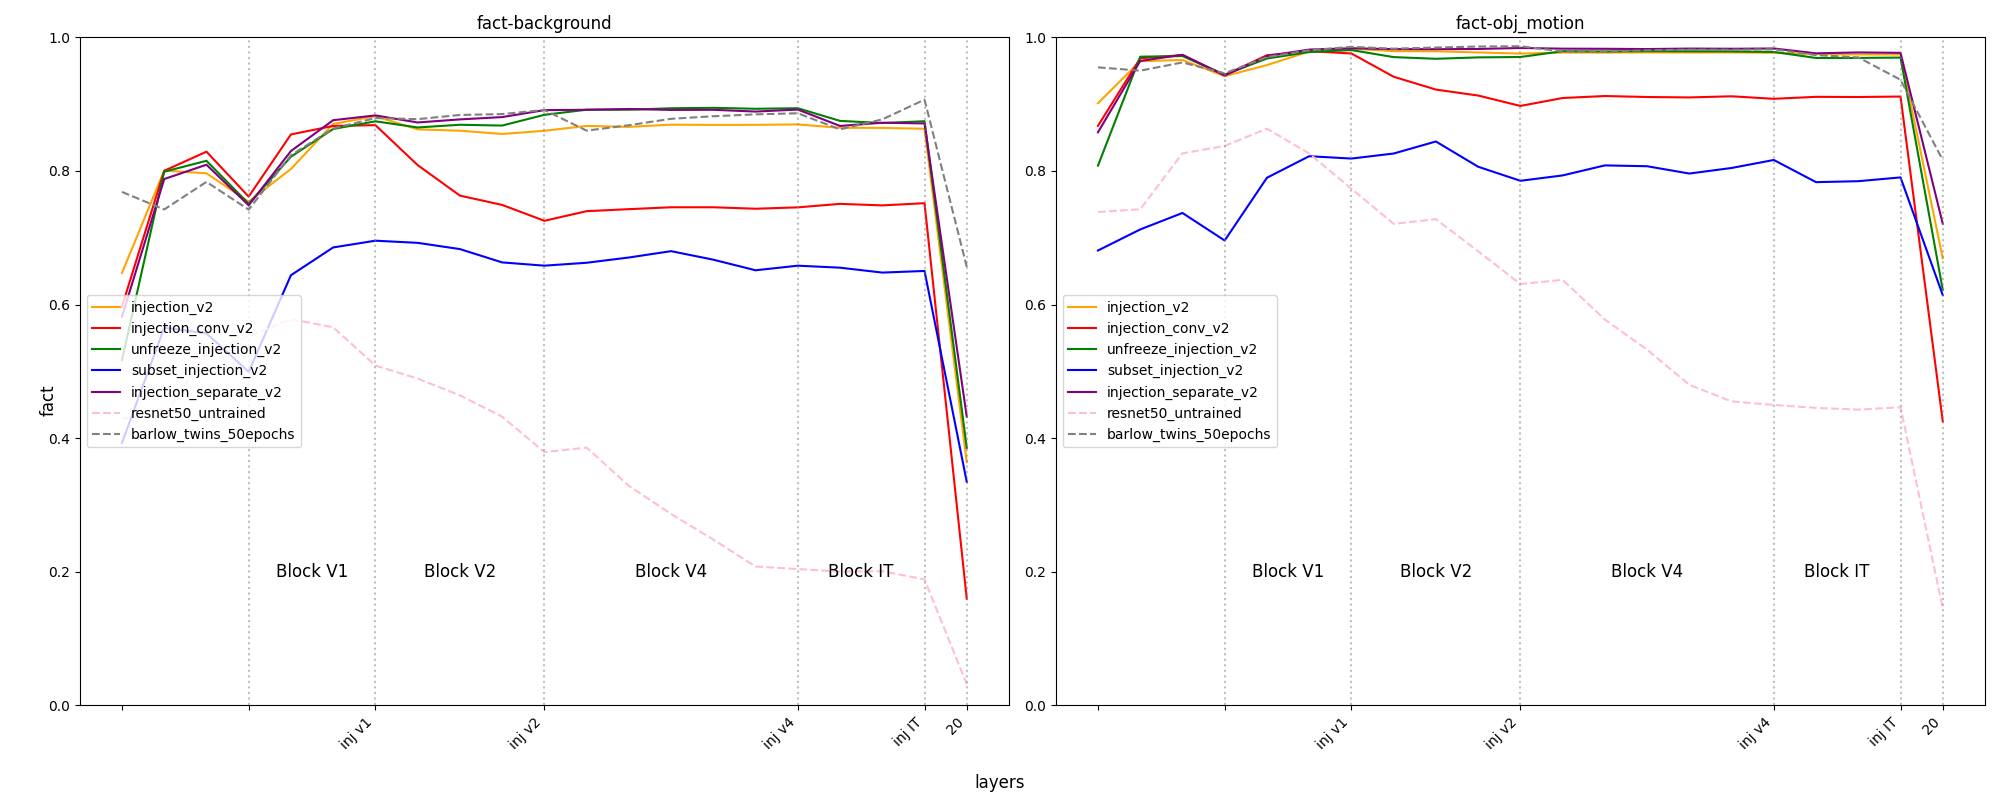 fact-background
fact
1.0
0.8
0.6
0.4
0.2
0.0
injection_v2
injection_conv_v2
unfreeze_injection_v2
subset_injection_v2
injection_separate_v2
resnet50_untrained
barlow_twins_50epochs
Block V1
Block V2
Block V4
Block IT
inj v1
inj v2
inj v4
inj IT
20
fact-obj_motion
1.0
0.8
0.6
0.4
0.2
0.0
injection_v2
injection_conv_v2
unfreeze_injection_v2
subset_injection_v2
injection_separate_v2
resnet50_untrained
barlow_twins_50epochs
Block V1
Block V2
Block V4
Block IT
inj v1
inj v2
inj v4
inj IT
20
layers